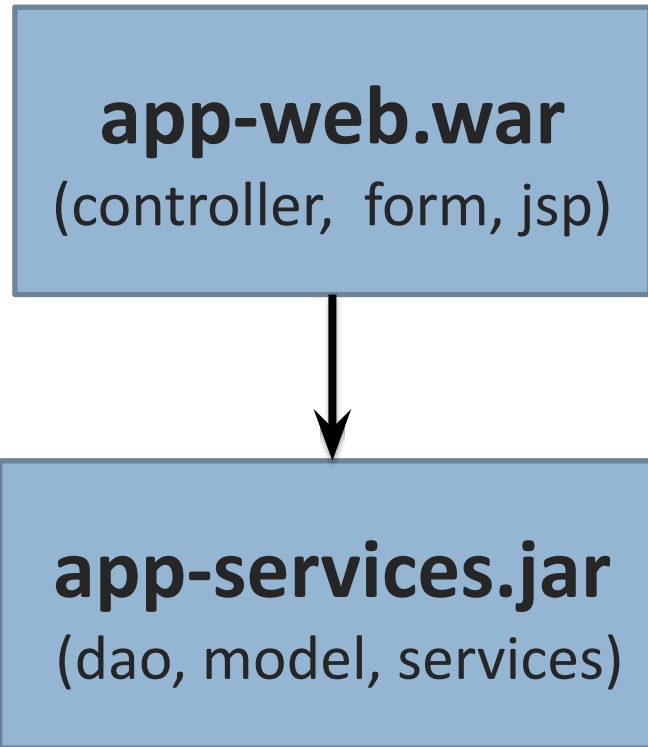 app-web.war
(controller, form, jsp)
app-services.jar
(dao, model, services)